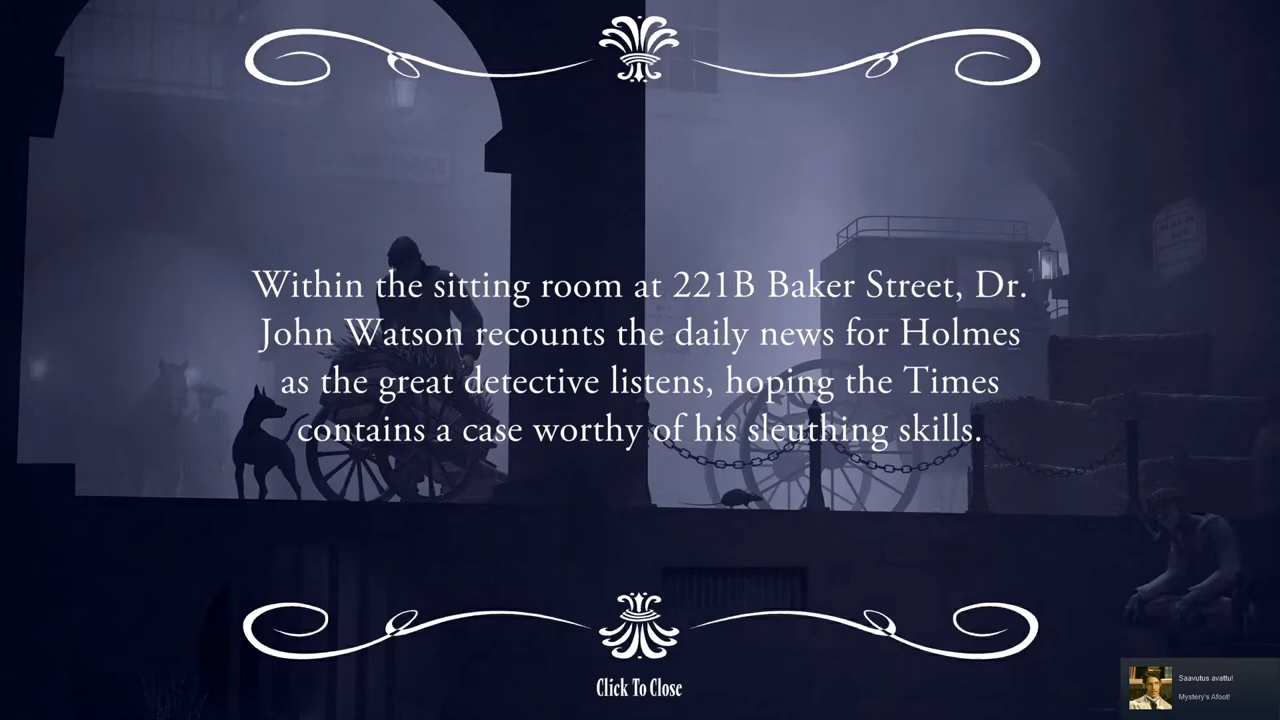 Within the sitting room at 221B Baker Street, Dr.
John Watson recounts the daily news for Holmes
as the great detective listens, hoping the Times
contains a case worthy of his sleuthing skills.
Click To Close
Saavutus avattu!
Mystery's Afoot!